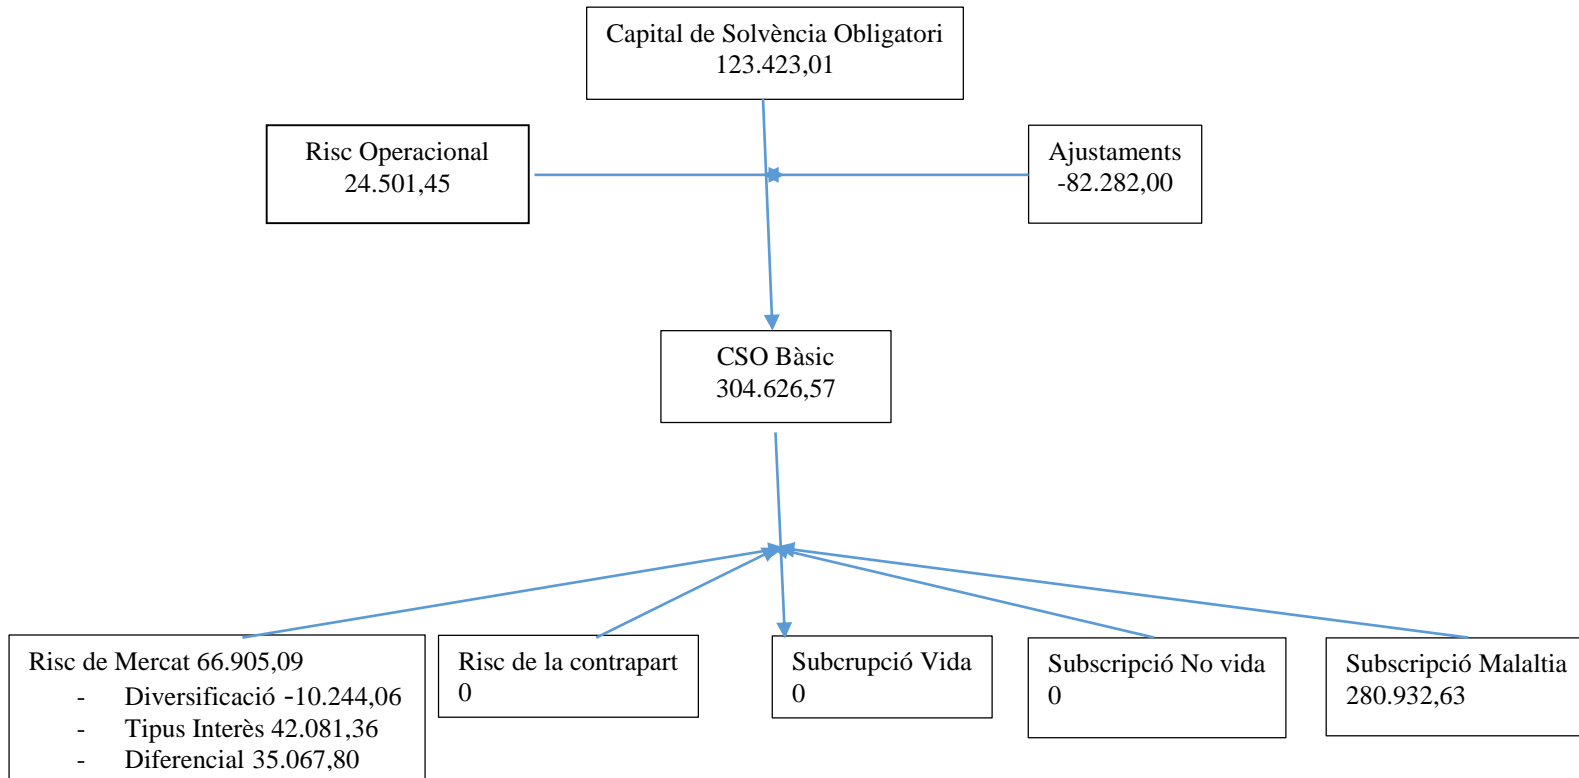 Capital de Solvència Obligatori
123.423,01
Risc Operacional
24.501,45
Ajustaments
-82.282,00
CSO Bàsic
304.626,57
Risc de Mercat 66.905,09
- Diversificació -10.244,06
- Tipus Interès 42.081,36
- Diferencial 35.067,80
Risc de la contrapart
0
Subcrupció Vida
0
Subscripció No vida
0
Subscripció Malaltia
280.932,63